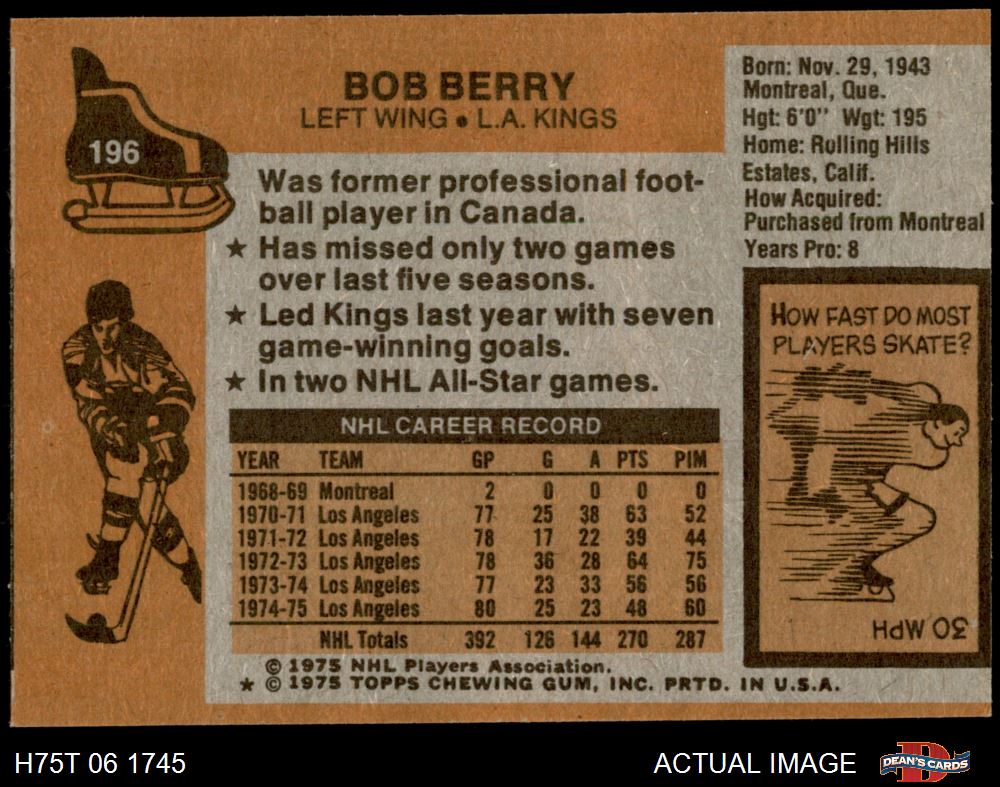 196
BOB BERRY
LEFT WING • L.A. KINGS
Was former professional foot-
ball player in Canada.
★ Has missed only two games
over last five seasons.
★ Led Kings last year with seven
game-winning goals.
★ In two NHL All-Star games.
Born: Nov. 29, 1943
Montreal, Que.
Hgt: 6'0" Wgt: 195
Home: Rolling Hills
Estates, Calif.
How Acquired:
Purchased from Montreal
Years Pro: 8
HOW FAST DO MOST
PLAYERS SKATE?
30 MPH
NHL CAREER RECORD
YEAR TEAM GP G A PTS PIM
1968-69 Montreal 2 0 0 0 0
1970-71 Los Angeles 77 25 38 63 52
1971-72 Los Angeles 78 17 22 39 44
1972-73 Los Angeles 78 36 28 64 75
1973-74 Los Angeles 77 23 33 56 56
1974-75 Los Angeles 80 25 23 48 60
NHL Totals 392 126 144 270 287
© 1975 NHL Players Association.
★ © 1975 TOPPS CHEWING GUM, INC. PRTD. IN U.S.A.
H75T 06 1745
ACTUAL IMAGE
D
DEAN'S CARDS